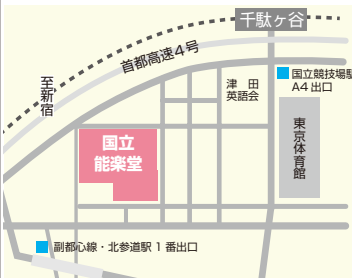 千駄ヶ谷
首都高速4号
至新宿
津田
英語会
国立競技場駅
A4出口
東京体育館
国立
能楽堂
副都心線・北参道駅 1 番出口